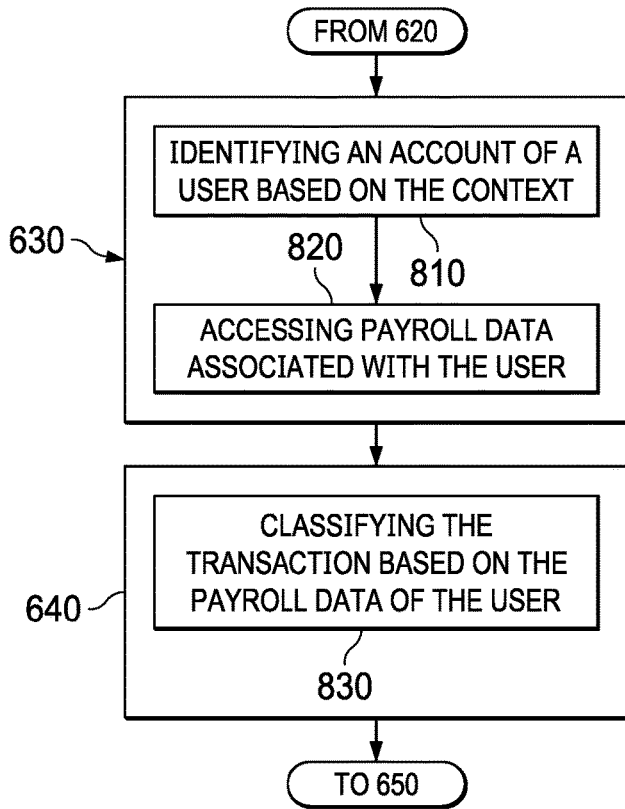 FROM 620
IDENTIFYING AN ACCOUNT OF A
USER BASED ON THE CONTEXT
630
820
810
ACCESSING PAYROLL DATA
ASSOCIATED WITH THE USER
CLASSIFYING THE
TRANSACTION BASED ON THE
PAYROLL DATA OF THE USER
640
830
TO 650